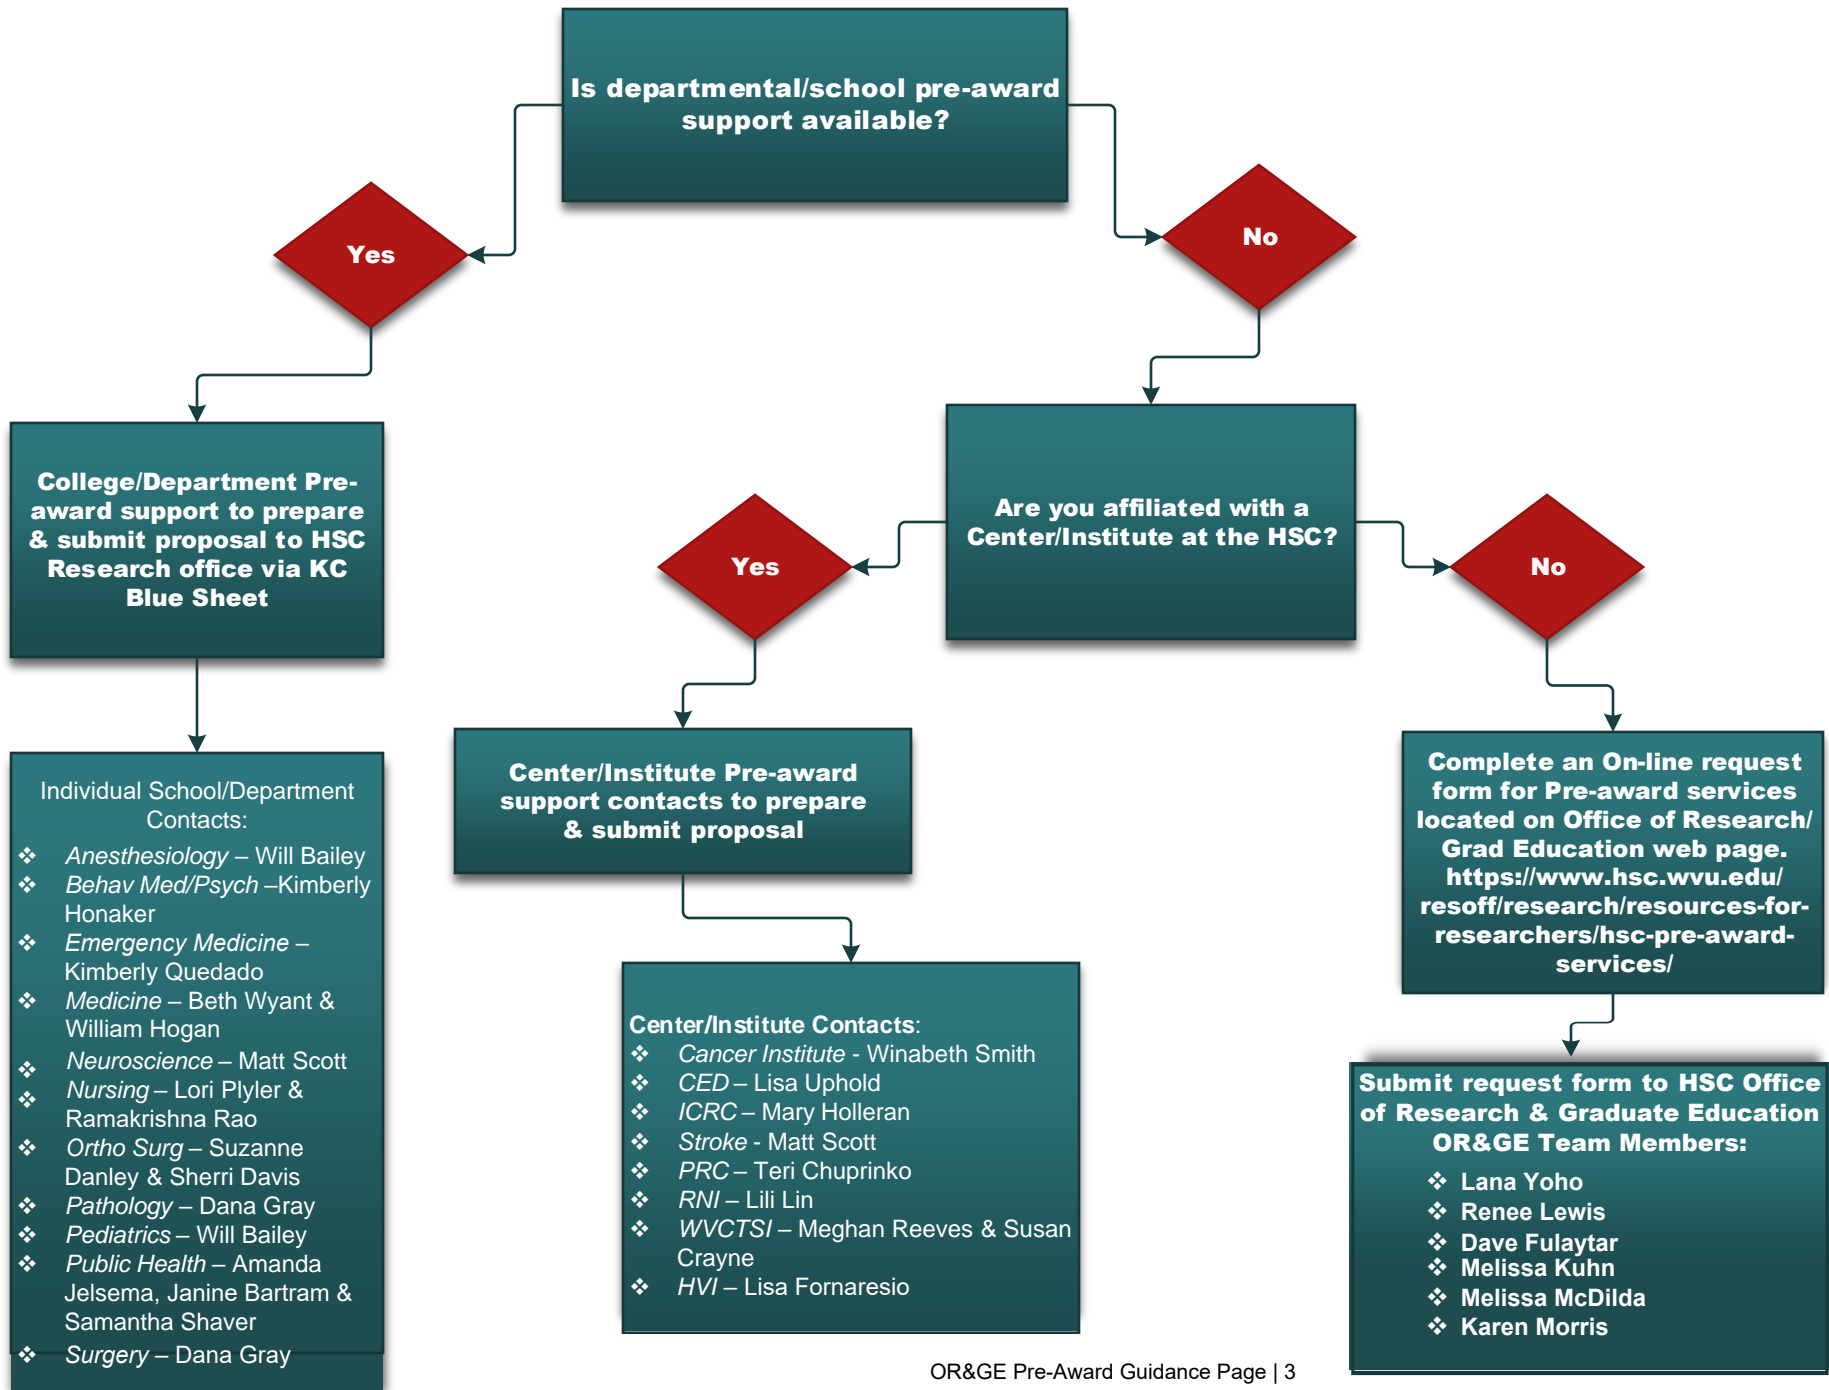 Is departmental/school pre-award
support available?
Yes
No
College/Department Pre-
award support to prepare
& submit proposal to HSC
Research office via KC
Blue Sheet
Are you affiliated with a
Center/Institute at the HSC?
Yes
No
Individual School/Department
Contacts:
❖ Anesthesiology – Will Bailey
❖ Behav Med/Psych –Kimberly
Honaker
❖ Emergency Medicine –
Kimberly Quedado
❖ Medicine – Beth Wyant &
William Hogan
❖ Neuroscience – Matt Scott
❖ Nursing – Lori Plyler &
Ramakrishna Rao
❖ Ortho Surg – Suzanne
Danley & Sherri Davis
❖ Pathology – Dana Gray
❖ Pediatrics – Will Bailey
❖ Public Health – Amanda
Jelsema, Janine Bartram &
Samantha Shaver
❖ Surgery – Dana Gray
Center/Institute Pre-award
support contacts to prepare
& submit proposal
Center/Institute Contacts:
❖ Cancer Institute - Winabeth Smith
❖ CED – Lisa Uphold
❖ ICRC – Mary Holleran
❖ Stroke - Matt Scott
❖ PRC – Teri Chuprinko
❖ RNI – Lili Lin
❖ WVCTSI – Meghan Reeves & Susan
Crayne
❖ HVI – Lisa Fornaresio
Complete an On-line request
form for Pre-award services
located on Office of Research/
Grad Education web page.
https://www.hsc.wvu.edu/
resoff/research/resources-for-
researchers/hsc-pre-award-
services/
Submit request form to HSC Office
of Research & Graduate Education
OR&GE Team Members:
❖ Lana Yoho
❖ Renee Lewis
❖ Dave Fulaytar
❖ Melissa Kuhn
❖ Melissa McDilda
❖ Karen Morris
OR&GE Pre-Award Guidance Page | 3